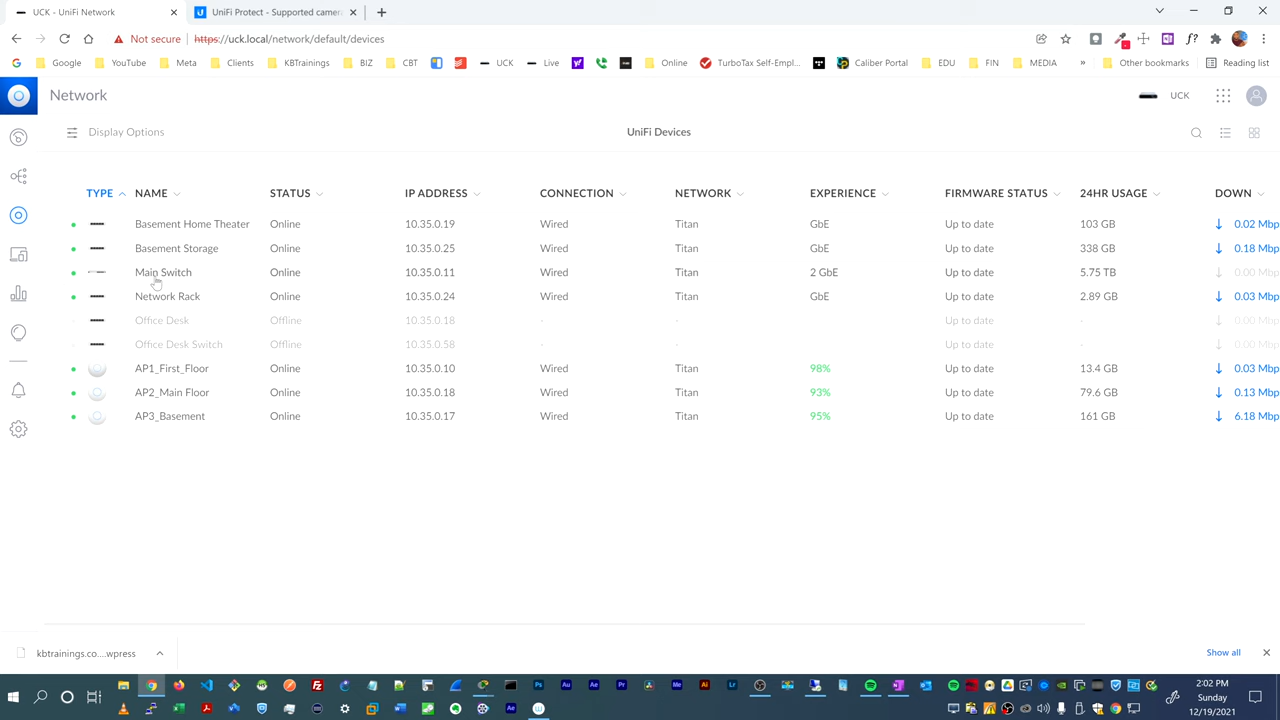 UCK - UniFi Network
UniFi Protect - Supported camer
Not secure
https://uck.local/network/default/devices
Google YouTube Meta Clients KBTrainings BIZ CBT UCK Live Online TurboTax Self-Empl... Caliber Portal EDU FIN MEDIA » Other bookmarks Reading list
Network
UCK
Display Options
UniFi Devices
TYPE NAME STATUS IP ADDRESS CONNECTION NETWORK EXPERIENCE FIRMWARE STATUS 24HR USAGE DOWN
Basement Home Theater Online 10.35.0.19 Wired Titan GbE Up to date 103 GB ↓ 0.02 Mbp
Basement Storage Online 10.35.0.25 Wired Titan GbE Up to date 338 GB ↓ 0.18 Mbp
Main Switch Online 10.35.0.11 Wired Titan 2 GbE Up to date 5.75 TB ↓ 0.00 Mbp
Network Rack Online 10.35.0.24 Wired Titan GbE Up to date 2.89 GB ↓ 0.03 Mbp
Office Desk Offline 10.35.0.18 - - Up to date - ↓ 0.00 Mbp
Office Desk Switch Offline 10.35.0.58 - - Up to date - ↓ 0.00 Mbp
AP1_First_Floor Online 10.35.0.10 Wired Titan 98% Up to date 13.4 GB ↓ 0.03 Mbp
AP2_Main Floor Online 10.35.0.18 Wired Titan 93% Up to date 79.6 GB ↓ 0.13 Mbp
AP3_Basement Online 10.35.0.17 Wired Titan 95% Up to date 161 GB ↓ 6.18 Mbp
kbtrainings.co....wpress
Show all
2:02 PM
Sunday
12/19/2021